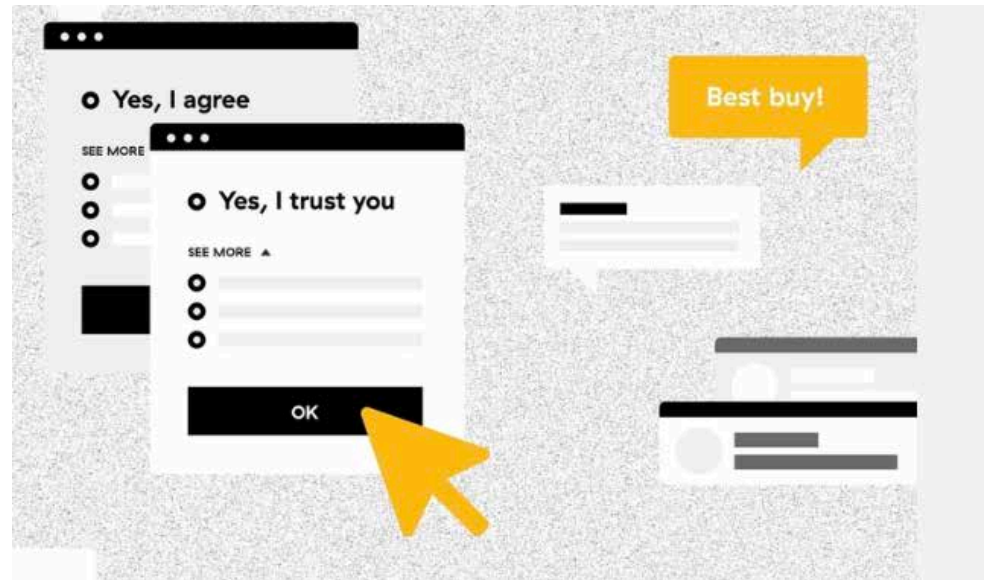 Yes, I agree
SEE MORE
Yes, I trust you
SEE MORE
OK
Best buy!